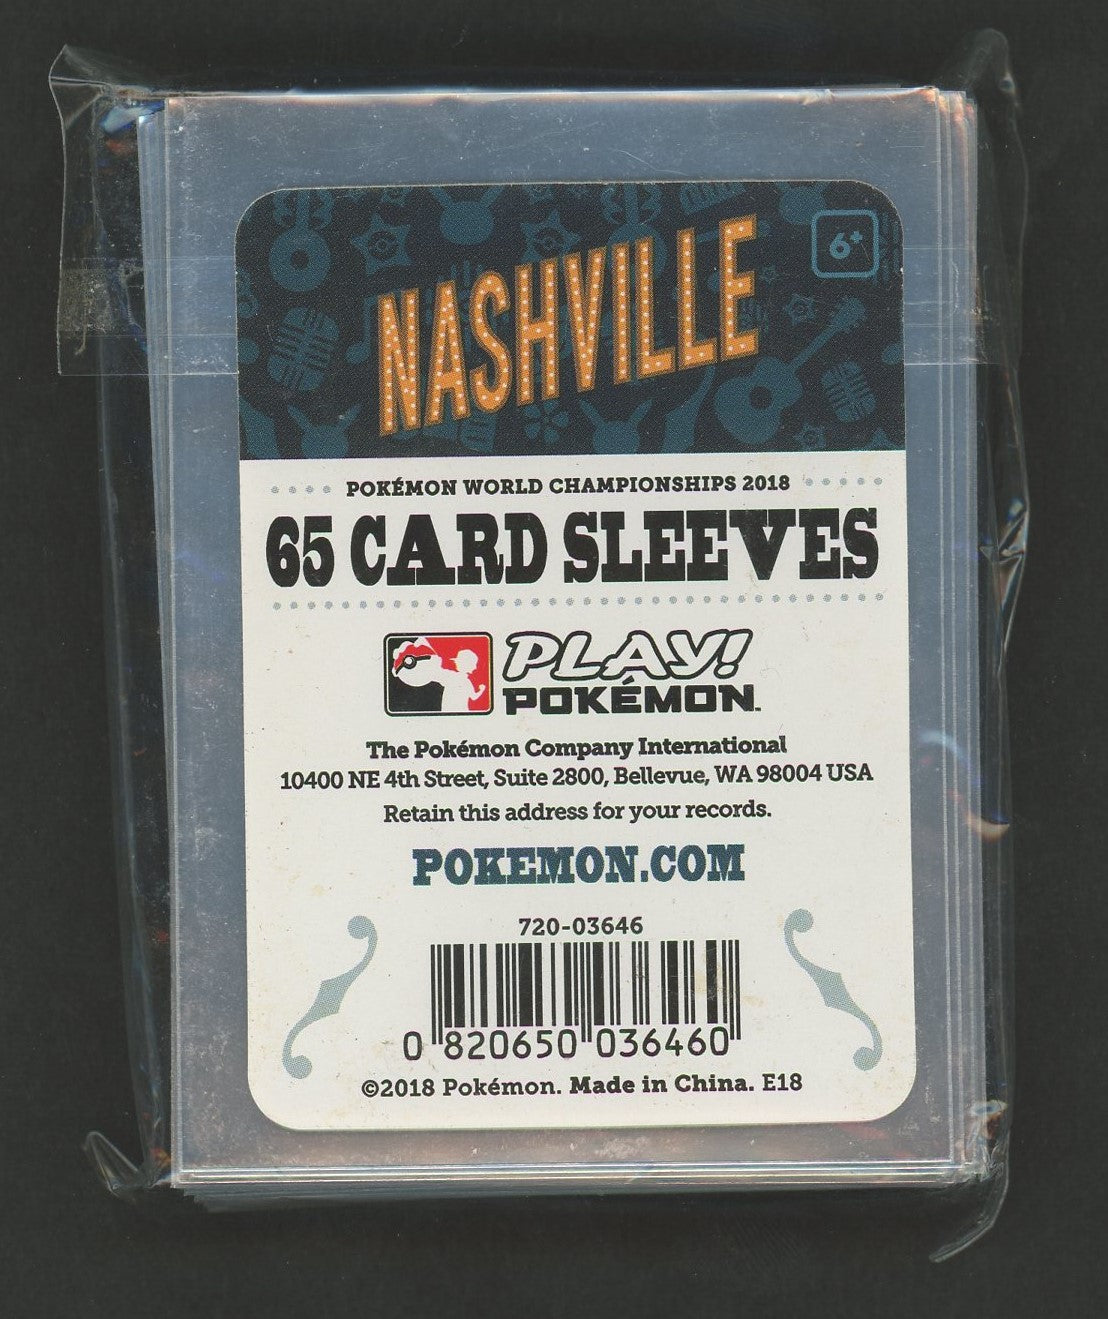 NASHVILLE
6+
POKÉMON WORLD CHAMPIONSHIPS 2018
65 CARD SLEEVES
PLAY!
POKÉMON
The Pokémon Company International
10400 NE 4th Street, Suite 2800, Bellevue, WA 98004 USA
Retain this address for your records.
POKEMON.COM
720-03646
0 820650 036460
©2018 Pokémon. Made in China. E18